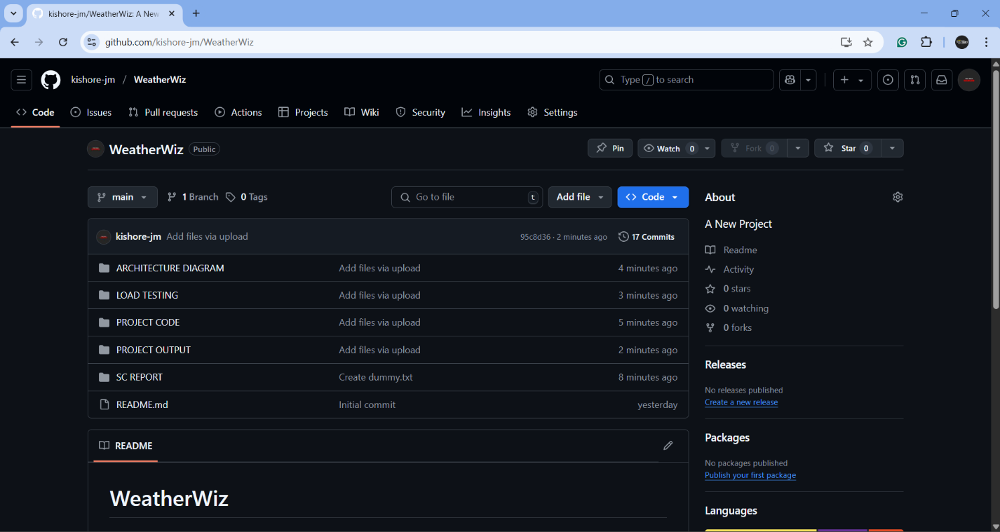 kishore-jm/WeatherWiz: A New
github.com/kishore-jm/WeatherWiz
kishore-jm / WeatherWiz
Type / to search
Code Issues Pull requests Actions Projects Wiki Security Insights Settings
WeatherWiz Public
Pin Watch 0 Fork 0 Star 0
main 1 Branch 0 Tags
Go to file t Add file Code
kishore-jm Add files via upload 95c8d36 · 2 minutes ago 17 Commits
ARCHITECTURE DIAGRAM Add files via upload 4 minutes ago
LOAD TESTING Add files via upload 3 minutes ago
PROJECT CODE Add files via upload 5 minutes ago
PROJECT OUTPUT Add files via upload 2 minutes ago
SC REPORT Create dummy.txt 8 minutes ago
README.md Initial commit yesterday
README
WeatherWiz
About
A New Project
Readme
Activity
0 stars
0 watching
0 forks
Releases
No releases published
Create a new release
Packages
No packages published
Publish your first package
Languages